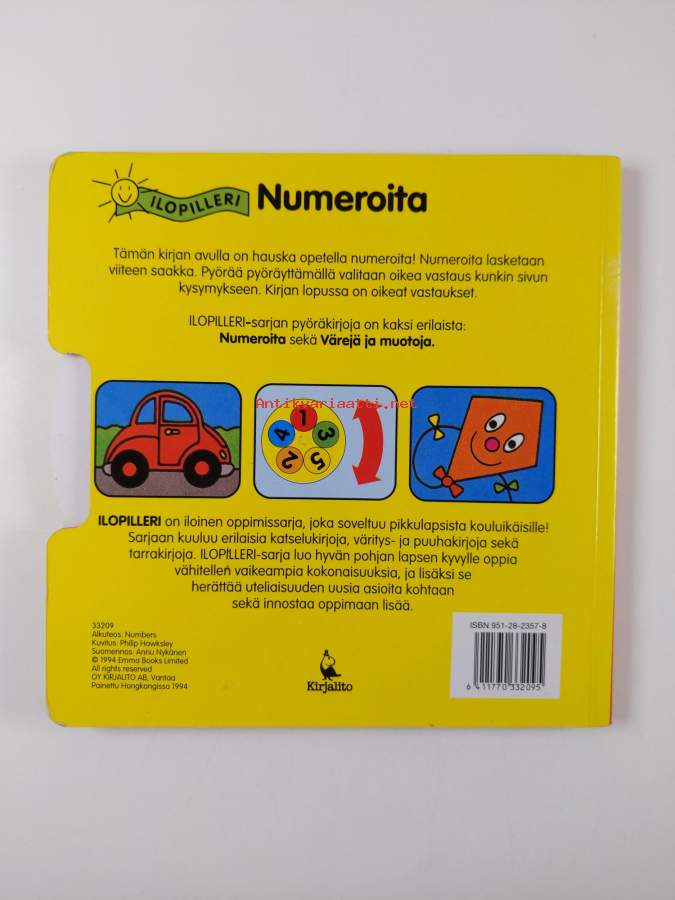 ILOPILLERI Numeroita
Tämän kirjan avulla on hauska opetella numeroita! Numeroita lasketaan
viiteen saakka. Pyörää pyöräyttämällä valitaan oikea vastaus kunkin sivun
kysymykseen. Kirjan lopussa on oikeat vastaukset.
ILOPILLERI-sarjan pyöräkirjoja on kaksi erilaista:
Numeroita sekä Värejä ja muotoja.
Antikvariaatti.net
1
4 3
2 5
ILOPILLERI on iloinen oppimissarja, joka soveltuu pikkulapsista kouluikäisille!
Sarjaan kuuluu erilaisia katselukirjoja, väritys- ja puuhakirjoja sekä
tarrakirjoja. ILOPILLERI-sarja luo hyvän pohjan lapsen kyvylle oppia
vähitellen vaikeampia kokonaisuuksia, ja lisäksi se
herättää uteliaisuuden uusia asioita kohtaan
sekä innostaa oppimaan lisää.
33209
Alkuteos: Numbers
Kuvitus: Philip Hawksley
Suomennos: Annu Nykänen
© 1994 Emma Books Limited
All rights reserved
OY KIRJALITO AB, Vantaa
Painettu Hongkongissa 1994
Kirjalito
ISBN 951-28-2357-8
6 411770 332095